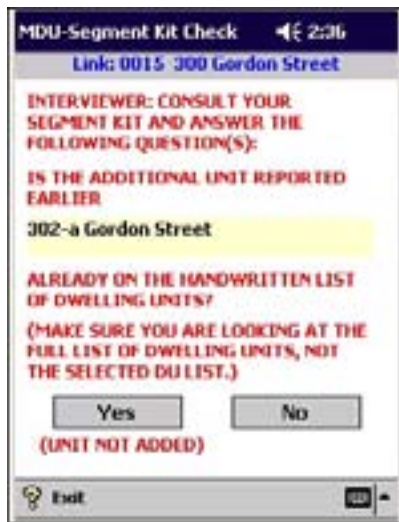 MDU-Segment Kit Check 2:36
Link: 0015 300 Gordon Street
INTERVIEWER: CONSULT YOUR
SEGMENT KIT AND ANSWER THE
FOLLOWING QUESTION(S):
IS THE ADDITIONAL UNIT REPORTED
EARLIER
302-a Gordon Street
ALREADY ON THE HANDWRITTEN LIST
OF DWELLING UNITS?
(MAKE SURE YOU ARE LOOKING AT THE
FULL LIST OF DWELLING UNITS, NOT
THE SELECTED DU LIST.)
Yes No
(UNIT NOT ADDED)
Exit